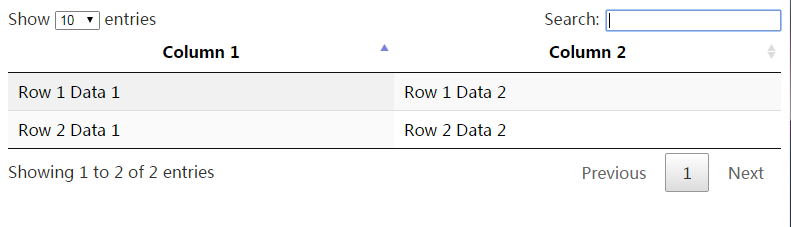 Show 10 entries Search:
Column 1 Column 2
Row 1 Data 1 Row 1 Data 2
Row 2 Data 1 Row 2 Data 2
Showing 1 to 2 of 2 entries Previous 1 Next